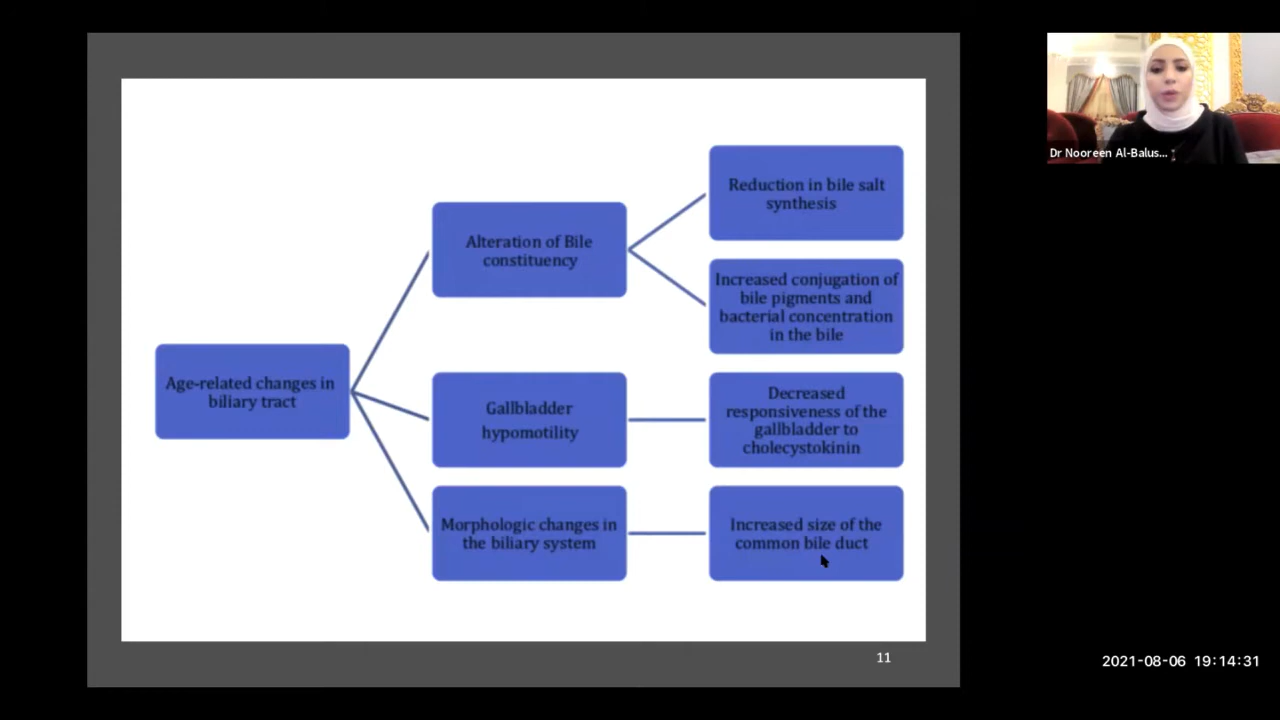 Age-related changes in
biliary tract
Alteration of Bile
constituency
Reduction in bile salt
synthesis
Increased conjugation of
bile pigments and
bacterial concentration
in the bile
Gallbladder
hypomotility
Decreased
responsiveness of the
gallbladder to
cholecystokinin
Morphologic changes in
the biliary system
Increased size of the
common bile duct
11
Dr Nooreen Al-Balus...
2021-08-06 19:14:31